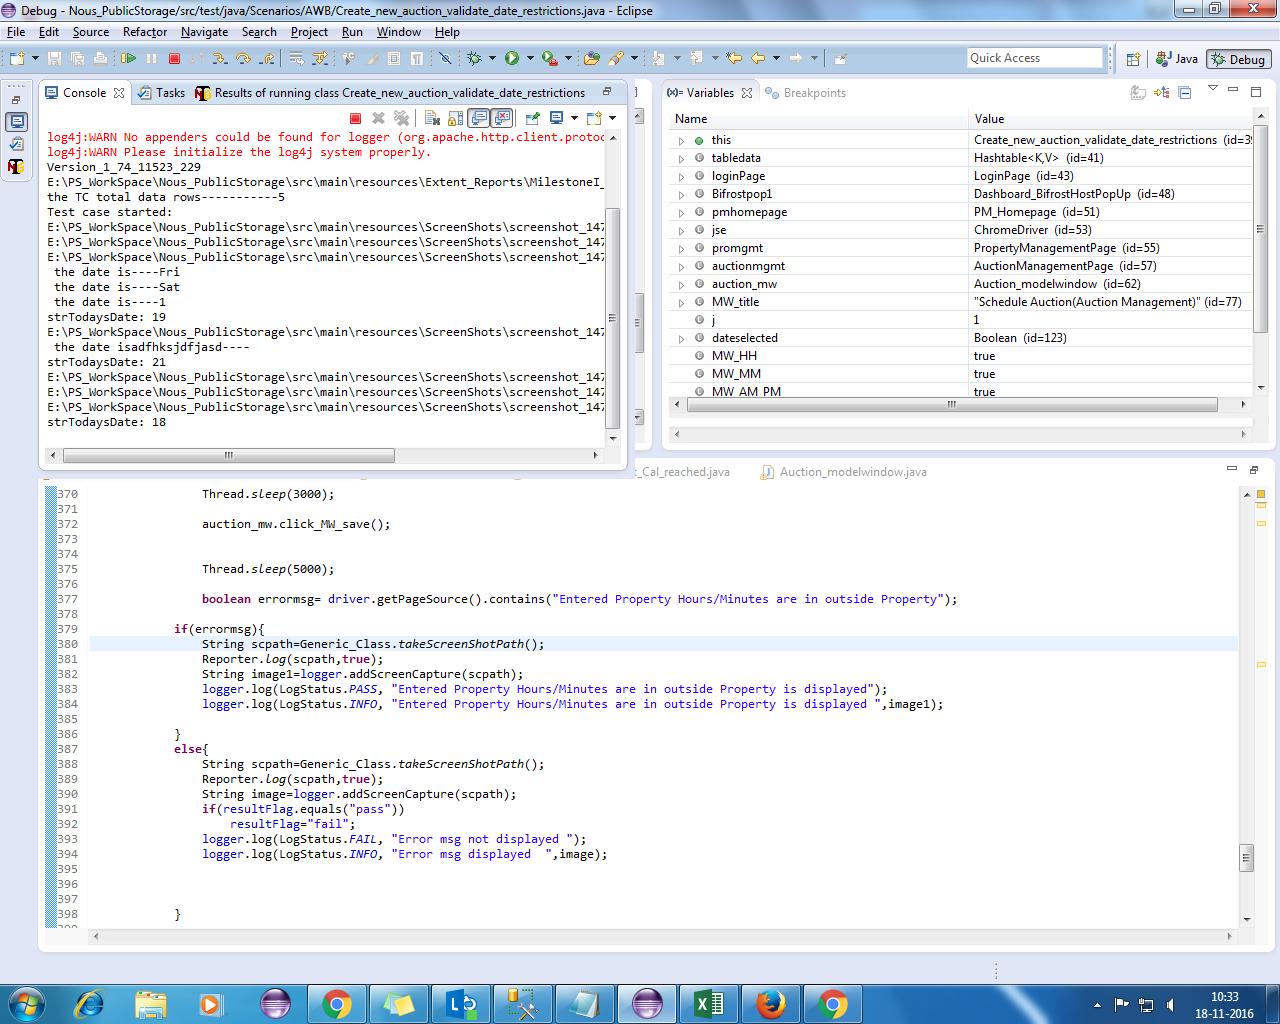 Debug - Nous_PublicStorage/src/test/java/Scenarios/AWB/Create_new_auction_validate_date_restrictions.java - Eclipse
File Edit Source Refactor Navigate Search Project Run Window Help
Quick Access
Java
Debug
Console
Tasks
Results of running class Create_new_auction_validate_date_restrictions
log4j:WARN No appenders could be found for logger (org.apache.http.client.protoc
log4j:WARN Please initialize the log4j system properly.
Version_1_74_11523_229
E:\PS_WorkSpace\Nous_PublicStorage\src\main\resources\Extent_Reports\MilestoneI_
the TC total data rows-----------5
Test case started:
E:\PS_WorkSpace\Nous_PublicStorage\src\main\resources\ScreenShots\screenshot_147
E:\PS_WorkSpace\Nous_PublicStorage\src\main\resources\ScreenShots\screenshot_147
E:\PS_WorkSpace\Nous_PublicStorage\src\main\resources\ScreenShots\screenshot_147
the date is----Fri
the date is----Sat
the date is----1
strTodaysDate: 19
E:\PS_WorkSpace\Nous_PublicStorage\src\main\resources\ScreenShots\screenshot_147
the date isadfhksjdfjasd----
strTodaysDate: 21
E:\PS_WorkSpace\Nous_PublicStorage\src\main\resources\ScreenShots\screenshot_147
E:\PS_WorkSpace\Nous_PublicStorage\src\main\resources\ScreenShots\screenshot_147
E:\PS_WorkSpace\Nous_PublicStorage\src\main\resources\ScreenShots\screenshot_147
strTodaysDate: 18
(x)= Variables
Breakpoints
Name Value
this Create_new_auction_validate_date_restrictions (id=39
tabledata Hashtable<K,V> (id=41)
loginPage LoginPage (id=43)
Bifrostpop1 Dashboard_BifrostHostPopUp (id=48)
pmhomepage PM_Homepage (id=51)
jse ChromeDriver (id=53)
promgmt PropertyManagementPage (id=55)
auctionmgmt AuctionManagementPage (id=57)
auction_mw Auction_modelwindow (id=62)
MW_title "Schedule Auction(Auction Management)" (id=77)
j 1
dateselected Boolean (id=123)
MW_HH true
MW_MM true
MW_AM_PM true
_Cal_reached.java
Auction_modelwindow.java
370 Thread.sleep(3000);
371
372 auction_mw.click_MW_save();
373
374
375 Thread.sleep(5000);
376
377 boolean errormsg= driver.getPageSource().contains("Entered Property Hours/Minutes are in outside Property");
378
379 if(errormsg){
380 String scpath=Generic_Class.takeScreenShotPath();
381 Reporter.log(scpath,true);
382 String image1=logger.addScreenCapture(scpath);
383 logger.log(LogStatus.PASS, "Entered Property Hours/Minutes are in outside Property is displayed");
384 logger.log(LogStatus.INFO, "Entered Property Hours/Minutes are in outside Property is displayed ",image1);
385
386 }
387 else{
388 String scpath=Generic_Class.takeScreenShotPath();
389 Reporter.log(scpath,true);
390 String image=logger.addScreenCapture(scpath);
391 if(resultFlag.equals("pass"))
392 resultFlag="fail";
393 logger.log(LogStatus.FAIL, "Error msg not displayed ");
394 logger.log(LogStatus.INFO, "Error msg displayed  ",image);
395
396
397
398 }
10:33
18-11-2016